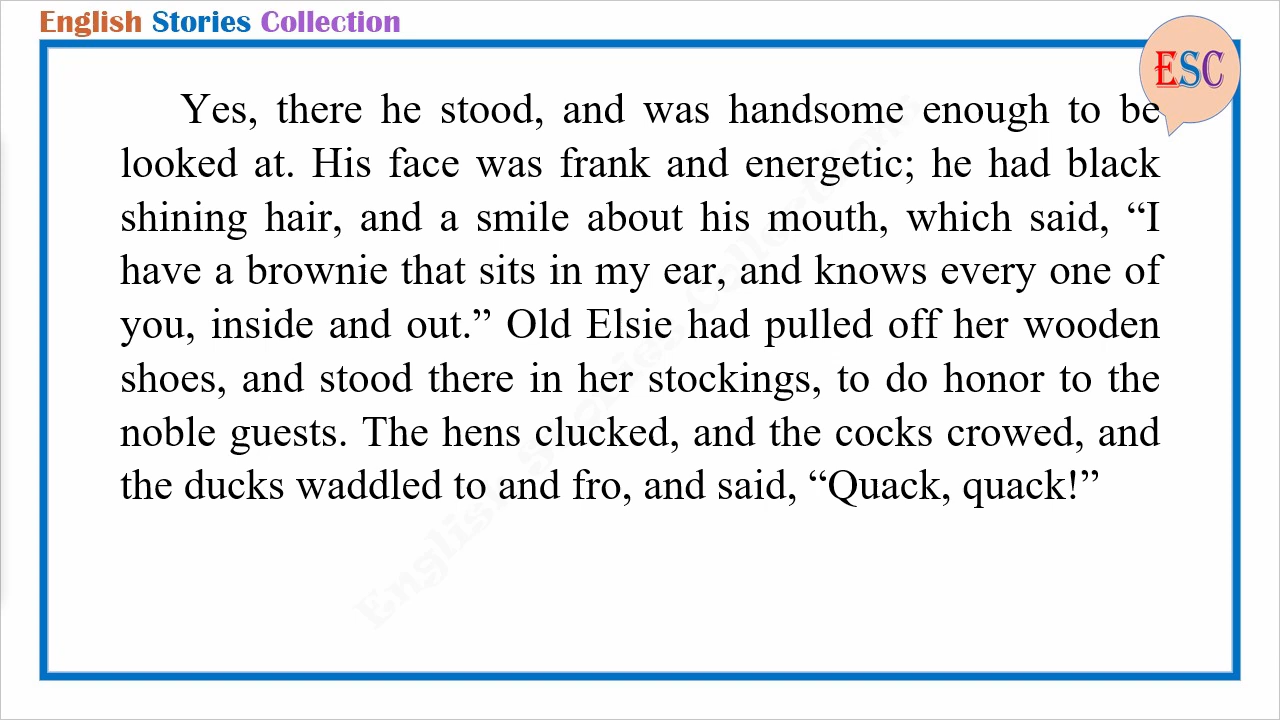 English Stories Collection
ESC
Yes, there he stood, and was handsome enough to be
looked at. His face was frank and energetic; he had black
shining hair, and a smile about his mouth, which said, “I
have a brownie that sits in my ear, and knows every one of
you, inside and out.” Old Elsie had pulled off her wooden
shoes, and stood there in her stockings, to do honor to the
noble guests. The hens clucked, and the cocks crowed, and
the ducks waddled to and fro, and said, “Quack, quack!”